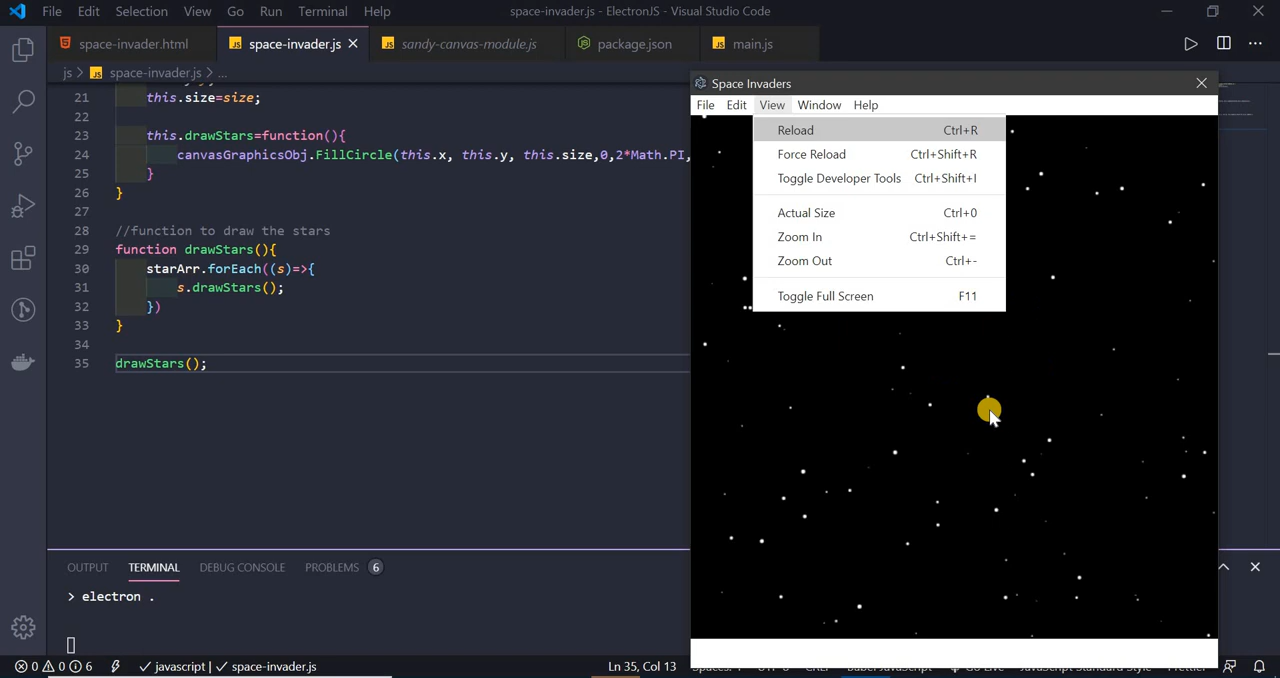 File Edit Selection View Go Run Terminal Help
space-invader.js - ElectronJS - Visual Studio Code
space-invader.html space-invader.js sandy-canvas-module.js package.json main.js
js > space-invader.js > ...
21 this.size=size;
22
23 this.drawStars=function(){
24 canvasGraphicsObj.FillCircle(this.x, this.y, this.size,0,2*Math.PI,
25 }
26 }
27
28 //function to draw the stars
29 function drawStars(){
30 starArr.forEach((s)=>{
31 s.drawStars();
32 })
33 }
34
35 drawStars();
Space Invaders
File Edit View Window Help
Reload Ctrl+R
Force Reload Ctrl+Shift+R
Toggle Developer Tools Ctrl+Shift+I
Actual Size Ctrl+0
Zoom In Ctrl+Shift+=
Zoom Out Ctrl+-
Toggle Full Screen F11
OUTPUT TERMINAL DEBUG CONSOLE PROBLEMS 6
> electron .
0 0 6 javascript | space-invader.js Ln 35, Col 13